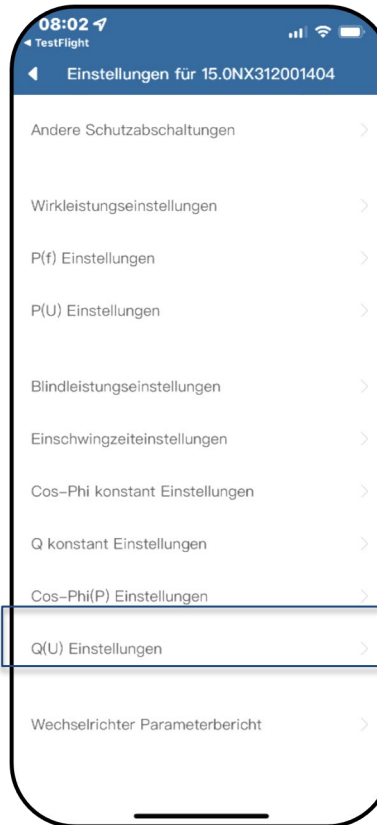 08:02
◀ TestFlight
Einstellungen für 15.0NX312001404
Andere Schutzabschaltungen
Wirkleistungseinstellungen
P(f) Einstellungen
P(U) Einstellungen
Blindleistungseinstellungen
Einschwingzeiteinstellungen
Cos-Phi konstant Einstellungen
Q konstant Einstellungen
Cos-Phi(P) Einstellungen
Q(U) Einstellungen
Wechselrichter Parameterbericht